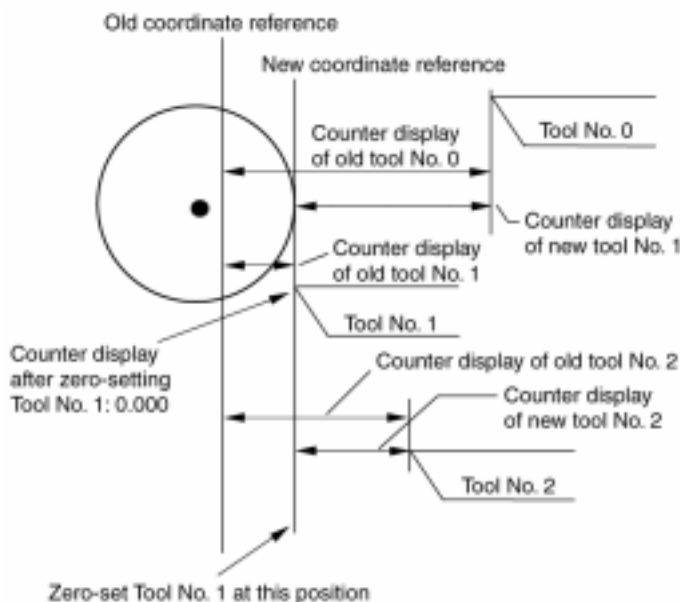 Old coordinate reference
New coordinate reference
Counter display
of old tool No. 0
Tool No. 0
Counter display
of new tool No. 1
Counter display
of old tool No. 1
Tool No. 1
Counter display
after zero-setting
Tool No. 1: 0.000
Counter display of old tool No. 2
Counter display
of new tool No. 2
Tool No. 2
Zero-set Tool No. 1 at this position